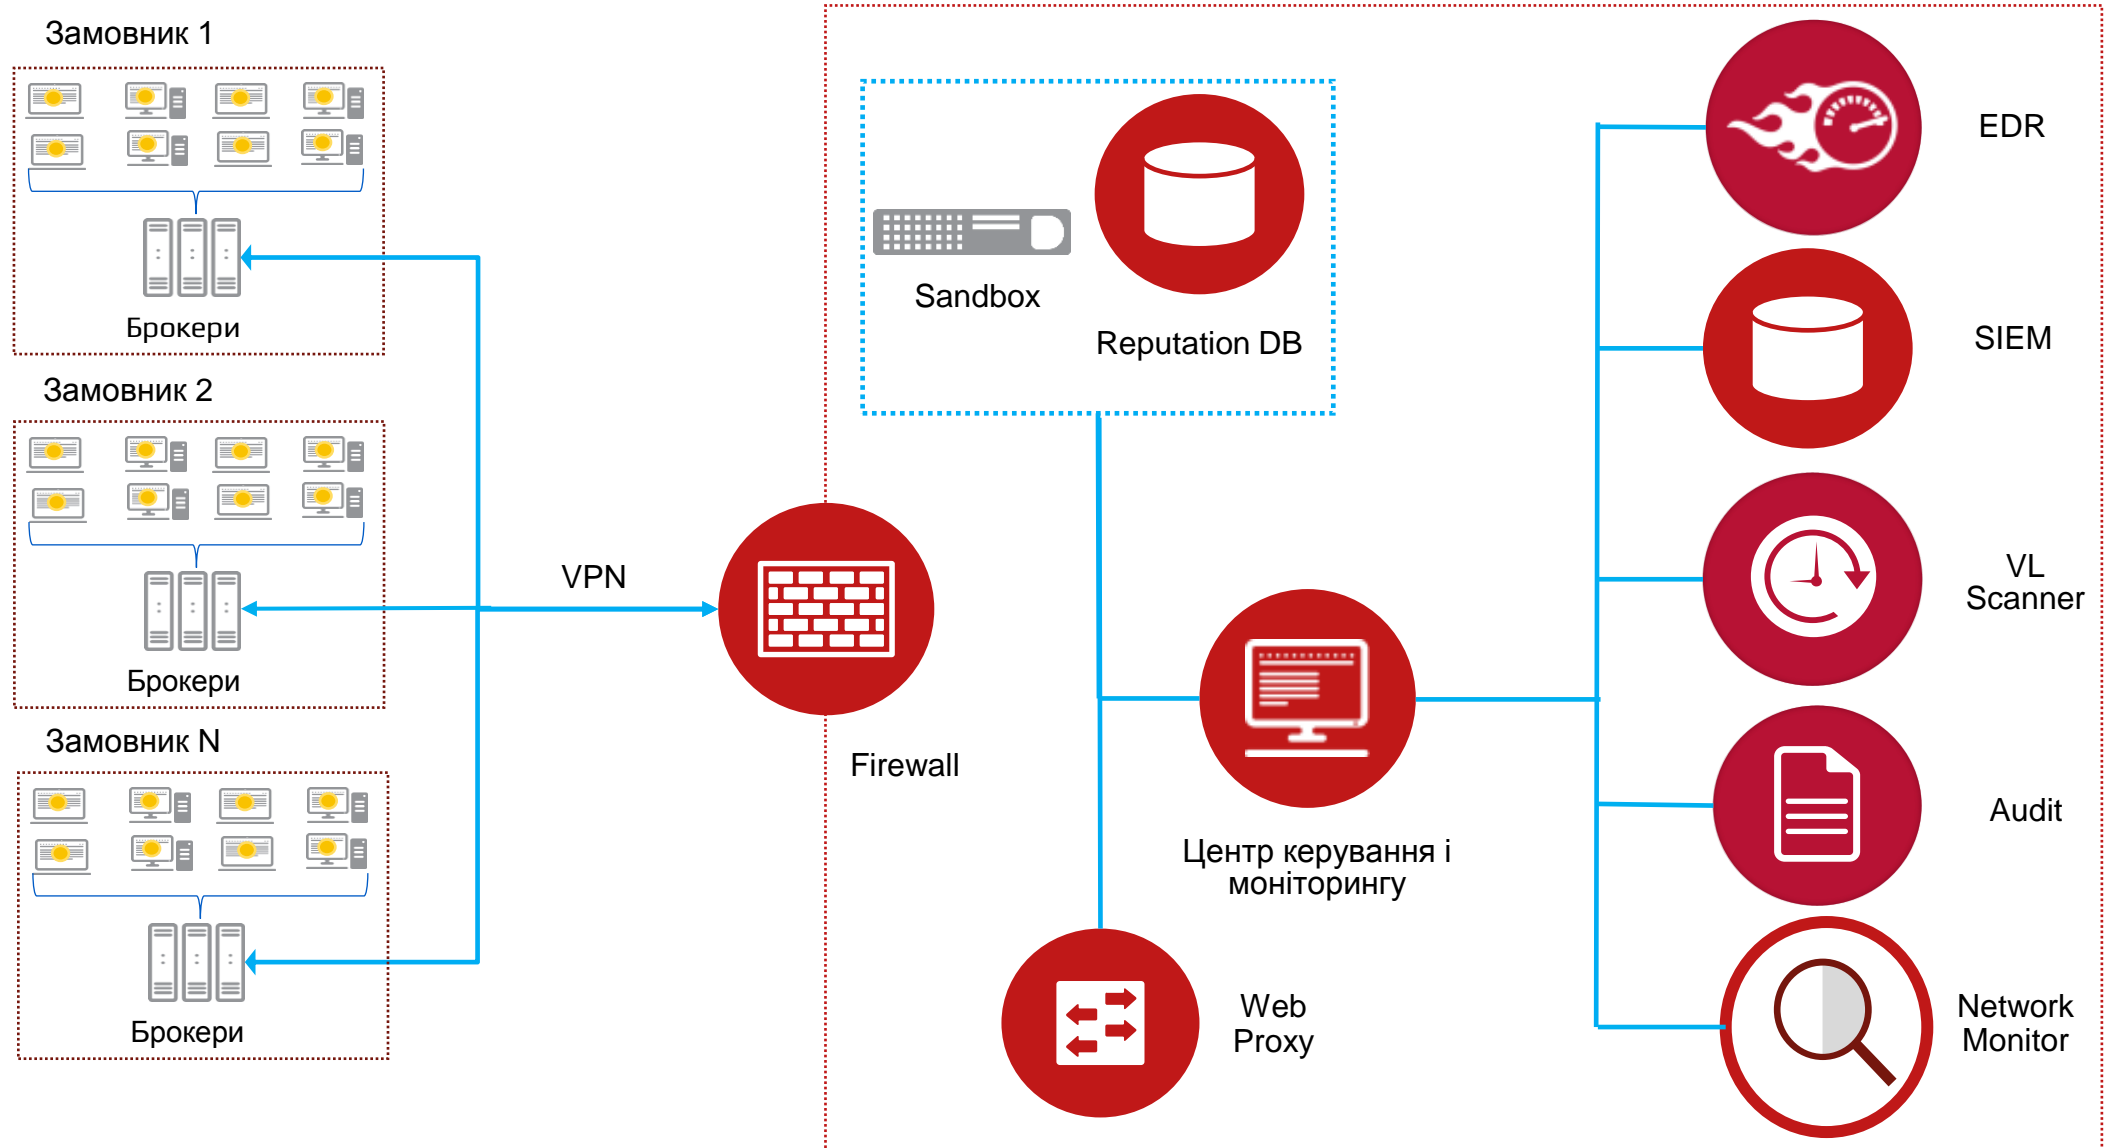 Замовник 1
Брокери
Замовник 2
Брокери
Замовник N
Брокери
VPN
Firewall
Sandbox
Reputation DB
Центр керування і
моніторингу
Web
Proxy
EDR
SIEM
VL
Scanner
Audit
Network
Monitor